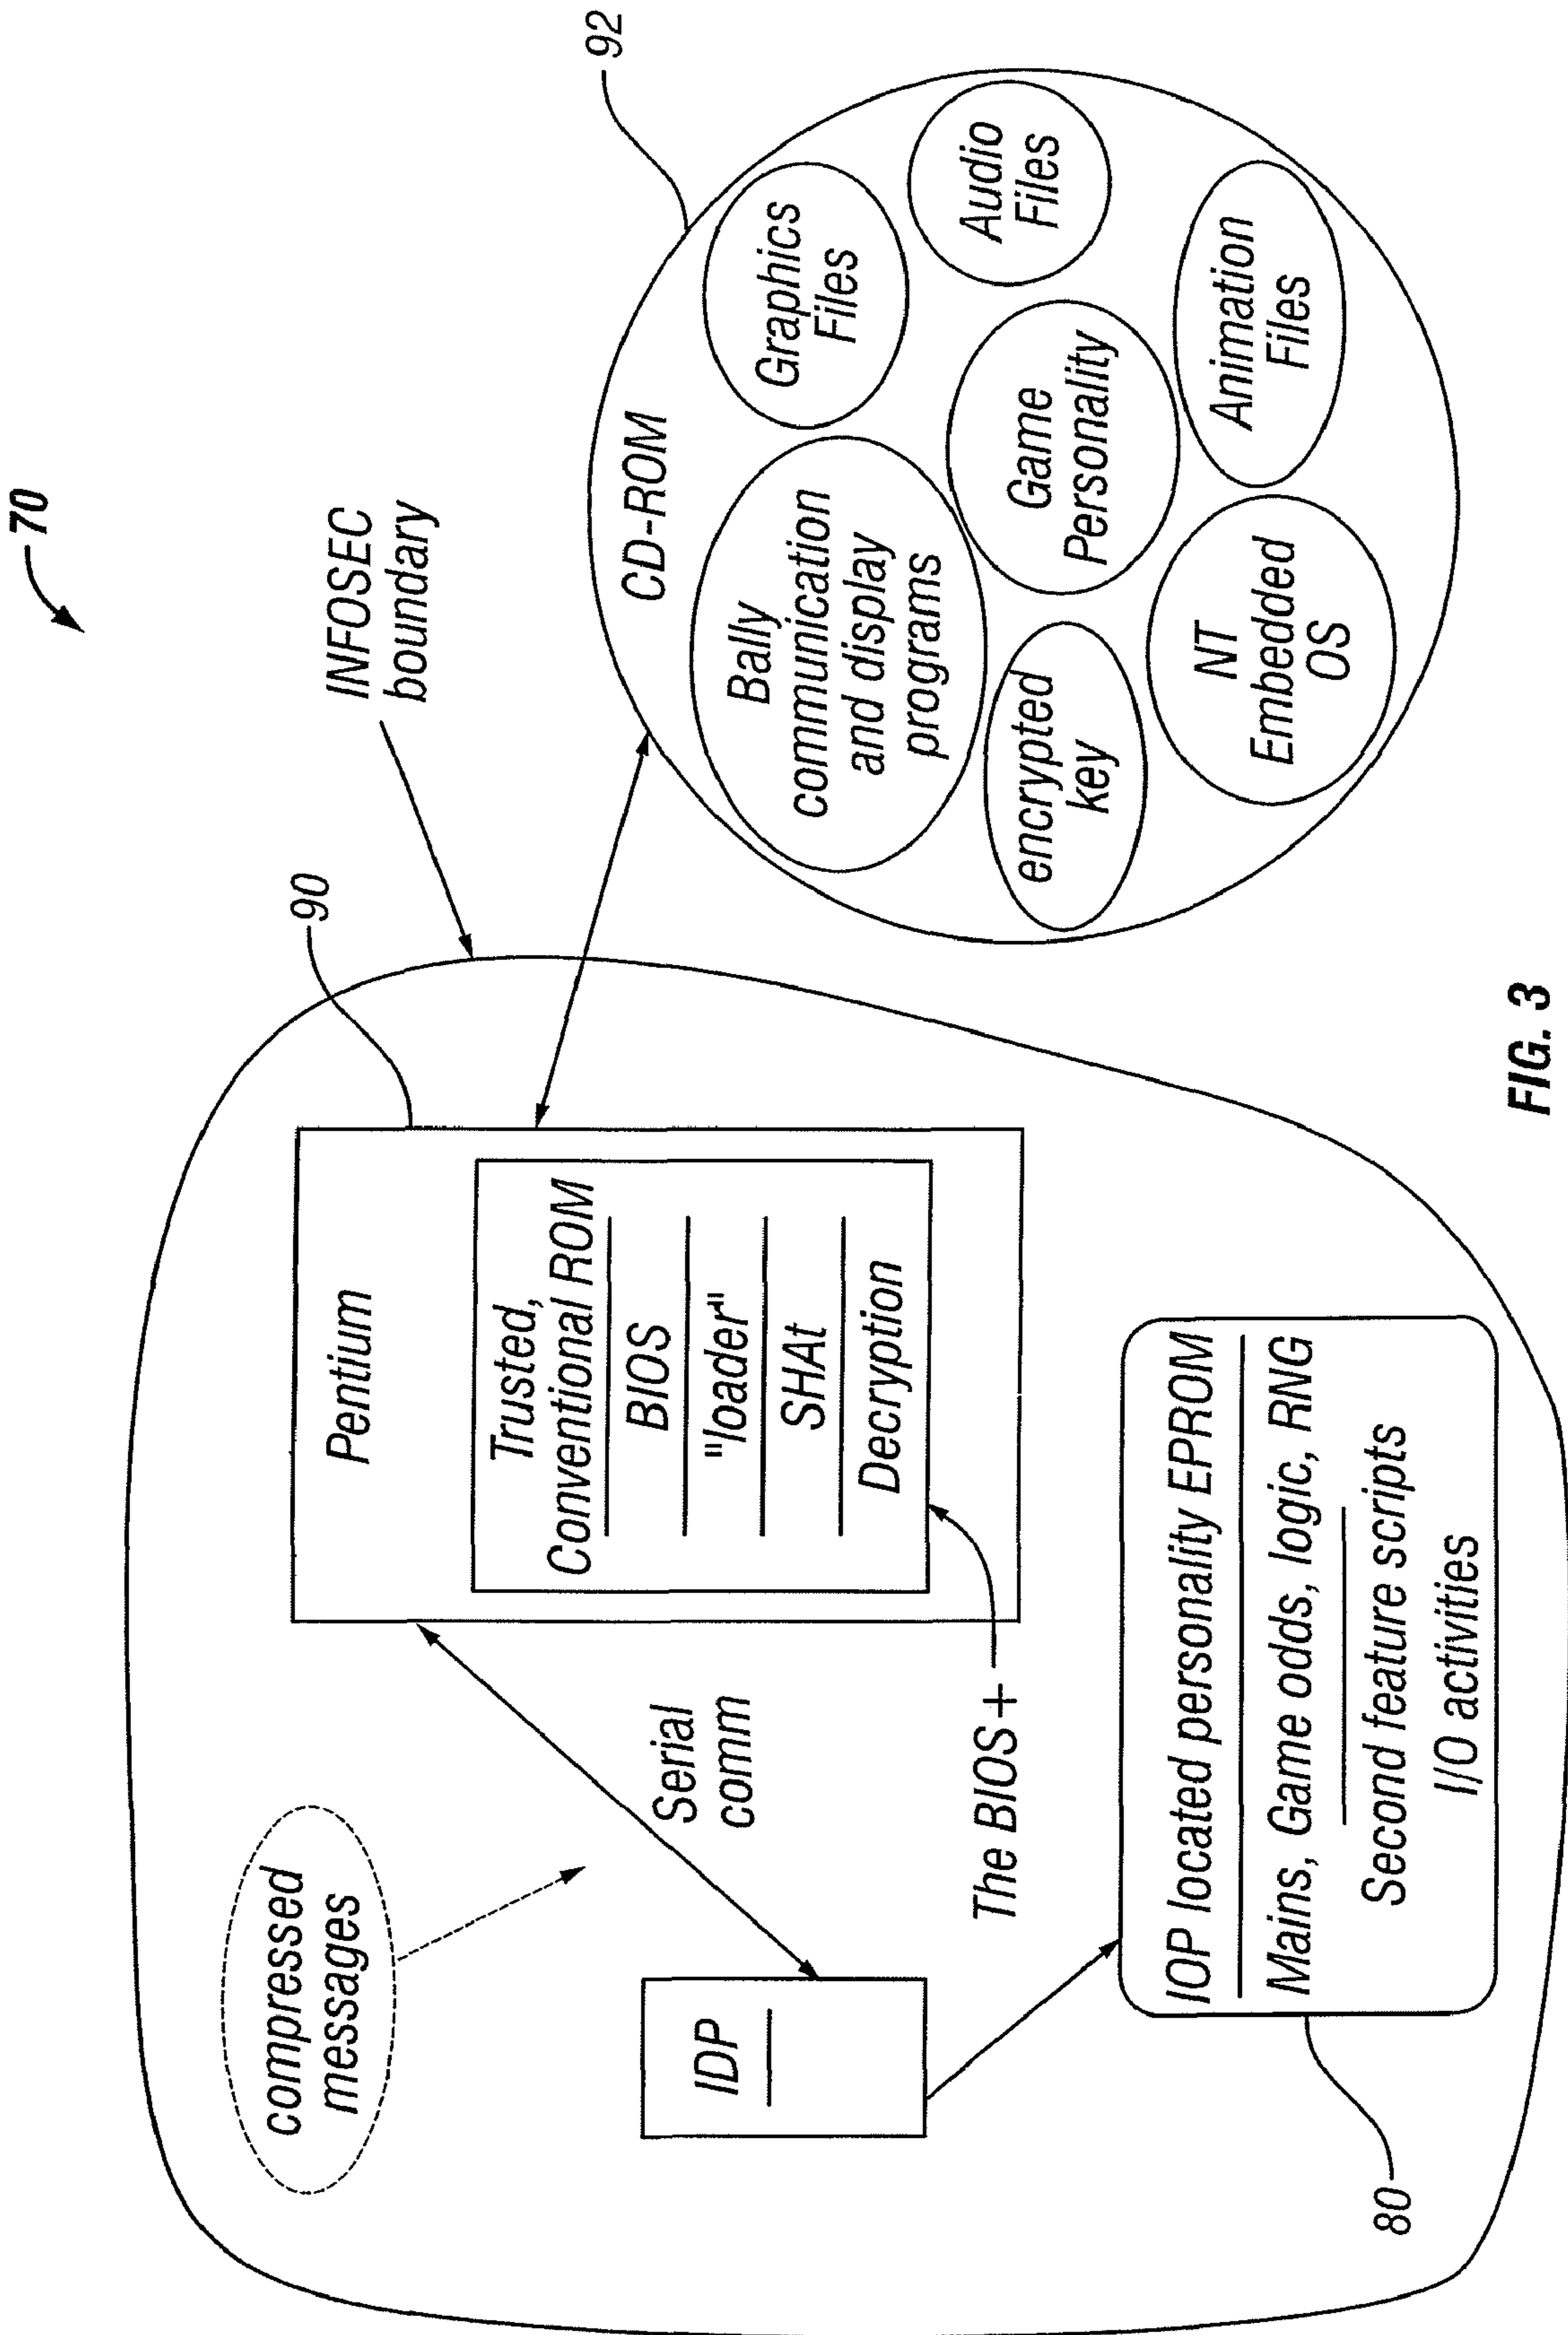 70
INFOSEC
boundary
compressed
messages
90
Pentium
Trusted,
Conventional ROM
BIOS
"loader"
SHAt
Decryption
Serial
comm
IDP
The BIOS+
IOP located personality EPROM
Mains, Game odds, logic, RNG
Second feature scripts
I/O activities
80
92
CD-ROM
Bally
communication
and display
programs
Graphics
Files
Audio
Files
Game
Personality
encrypted
key
NT
Embedded
OS
Animation
Files
FIG. 3